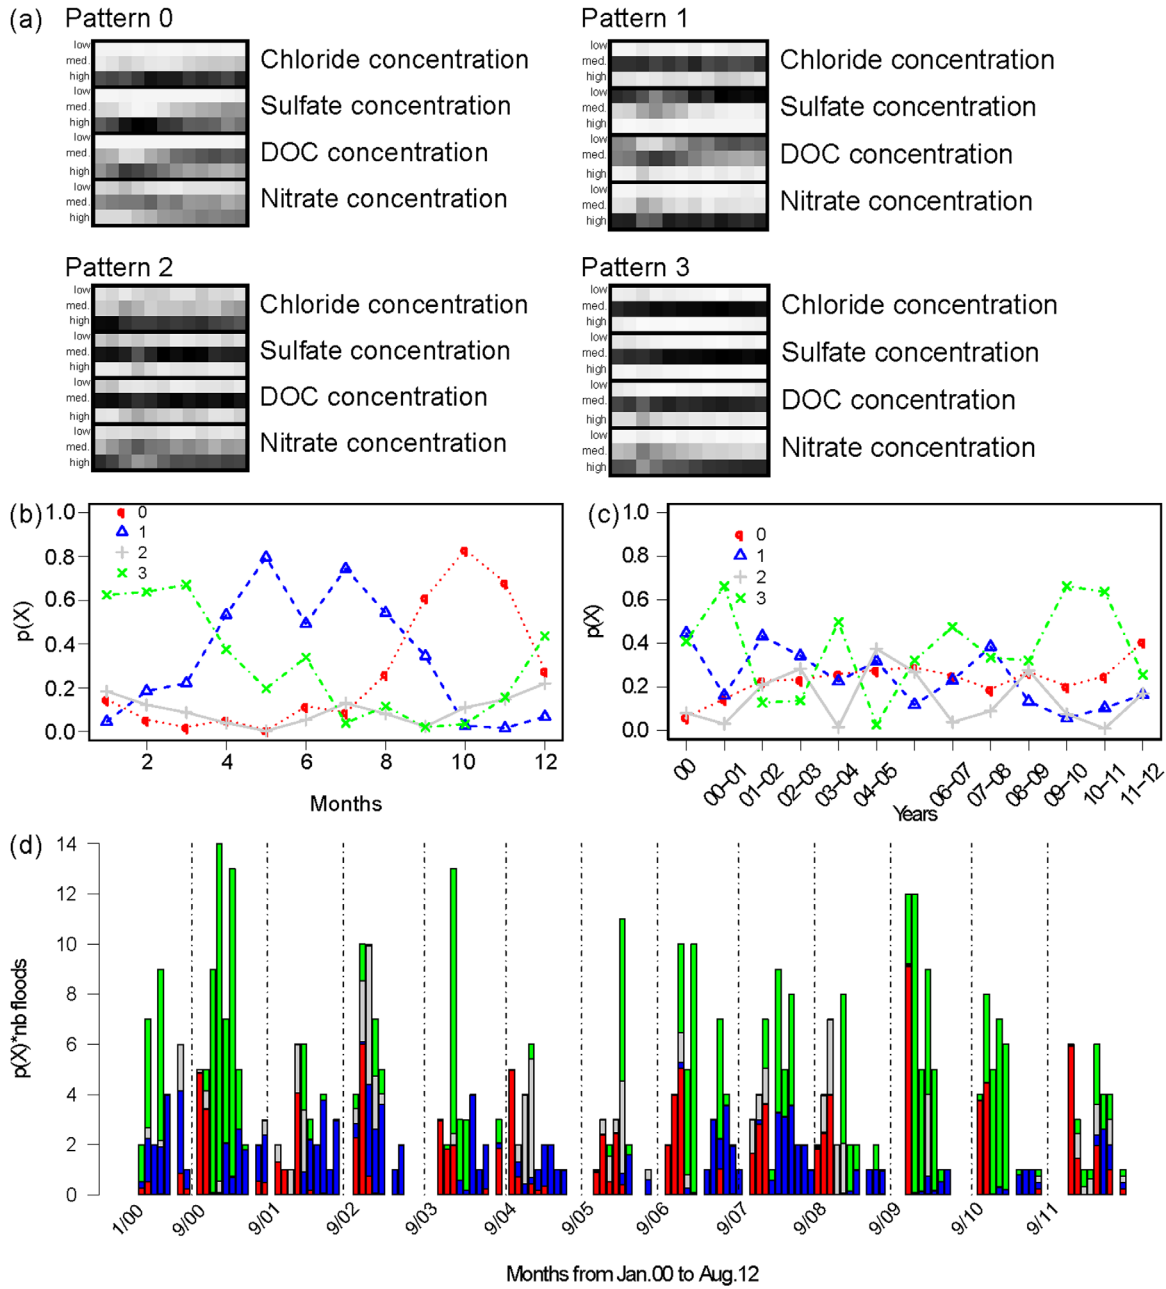 (a)
Pattern 0
low
med.
high
Chloride concentration
low
med.
high
Sulfate concentration
low
med.
high
DOC concentration
low
med.
high
Nitrate concentration
Pattern 1
low
med.
high
Chloride concentration
low
med.
high
Sulfate concentration
low
med.
high
DOC concentration
low
med.
high
Nitrate concentration
Pattern 2
low
med.
high
Chloride concentration
low
med.
high
Sulfate concentration
low
med.
high
DOC concentration
low
med.
high
Nitrate concentration
Pattern 3
low
med.
high
Chloride concentration
low
med.
high
Sulfate concentration
low
med.
high
DOC concentration
low
med.
high
Nitrate concentration
(b)
1.0
0.8
0.6
0.4
0.2
0.0
p(X)
0
1
2
3
2 4 6 8 10 12
Months
(c)
1.0
0.8
0.6
0.4
0.2
0.0
p(X)
0
1
2
3
00 00-01 01-02 02-03 03-04 04-05 06-07 07-08 08-09 09-10 10-11 11-12
Years
(d)
14
12
10
8
6
4
2
0
p(X)*nb floods
1/00 9/00 9/01 9/02 9/03 9/04 9/05 9/06 9/07 9/08 9/09 9/10 9/11
Months from Jan.00 to Aug.12